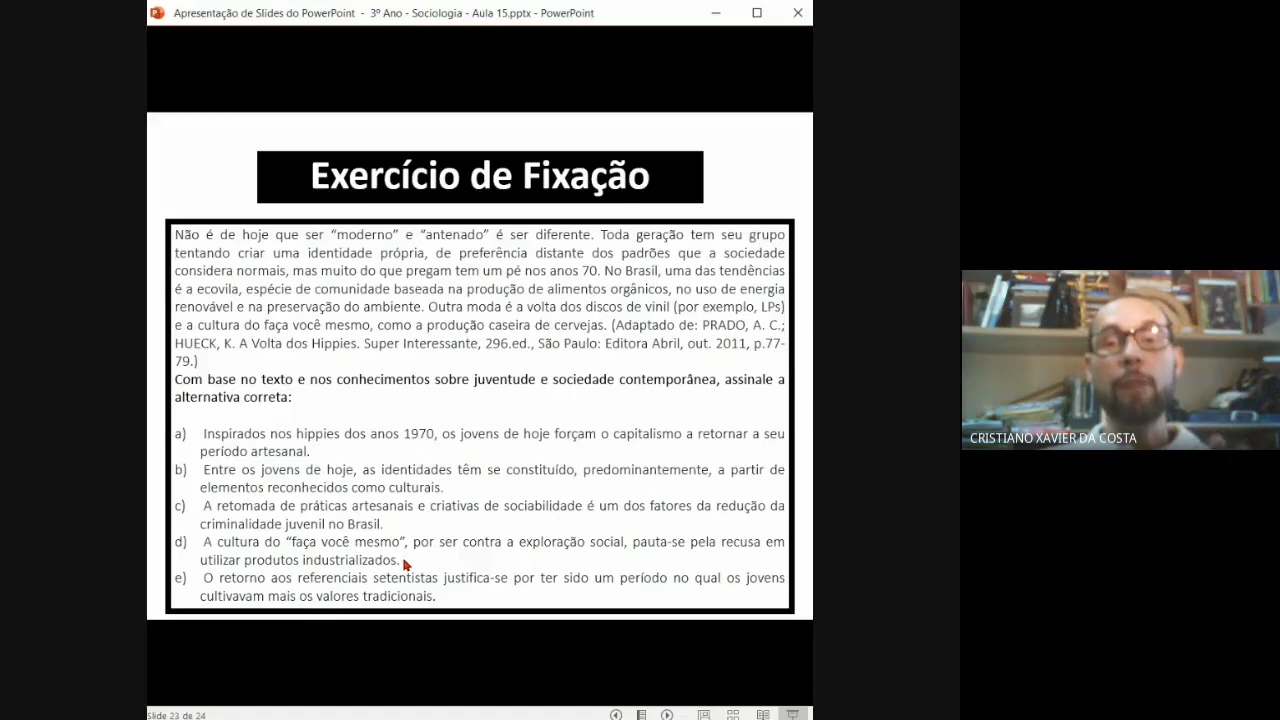 Apresentação de Slides do PowerPoint - 3º Ano - Sociologia - Aula 15.pptx - PowerPoint
Exercício de Fixação
Não é de hoje que ser “moderno” e “antenado” é ser diferente. Toda geração tem seu grupo
tentando criar uma identidade própria, de preferência distante dos padrões que a sociedade
considera normais, mas muito do que pregam tem um pé nos anos 70. No Brasil, uma das tendências
é a ecovila, espécie de comunidade baseada na produção de alimentos orgânicos, no uso de energia
renovável e na preservação do ambiente. Outra moda é a volta dos discos de vinil (por exemplo, LPs)
e a cultura do faça você mesmo, como a produção caseira de cervejas. (Adaptado de: PRADO, A. C.;
HUECK, K. A Volta dos Hippies. Super Interessante, 296.ed., São Paulo: Editora Abril, out. 2011, p.77-
79.)
Com base no texto e nos conhecimentos sobre juventude e sociedade contemporânea, assinale a
alternativa correta:
a) Inspirados nos hippies dos anos 1970, os jovens de hoje forçam o capitalismo a retornar a seu
período artesanal.
b) Entre os jovens de hoje, as identidades têm se constituído, predominantemente, a partir de
elementos reconhecidos como culturais.
c) A retomada de práticas artesanais e criativas de sociabilidade é um dos fatores da redução da
criminalidade juvenil no Brasil.
d) A cultura do “faça você mesmo”, por ser contra a exploração social, pauta-se pela recusa em
utilizar produtos industrializados.
e) O retorno aos referenciais setentistas justifica-se por ter sido um período no qual os jovens
cultivavam mais os valores tradicionais.
CRISTIANO XAVIER DA COSTA
Slide 23 de 24